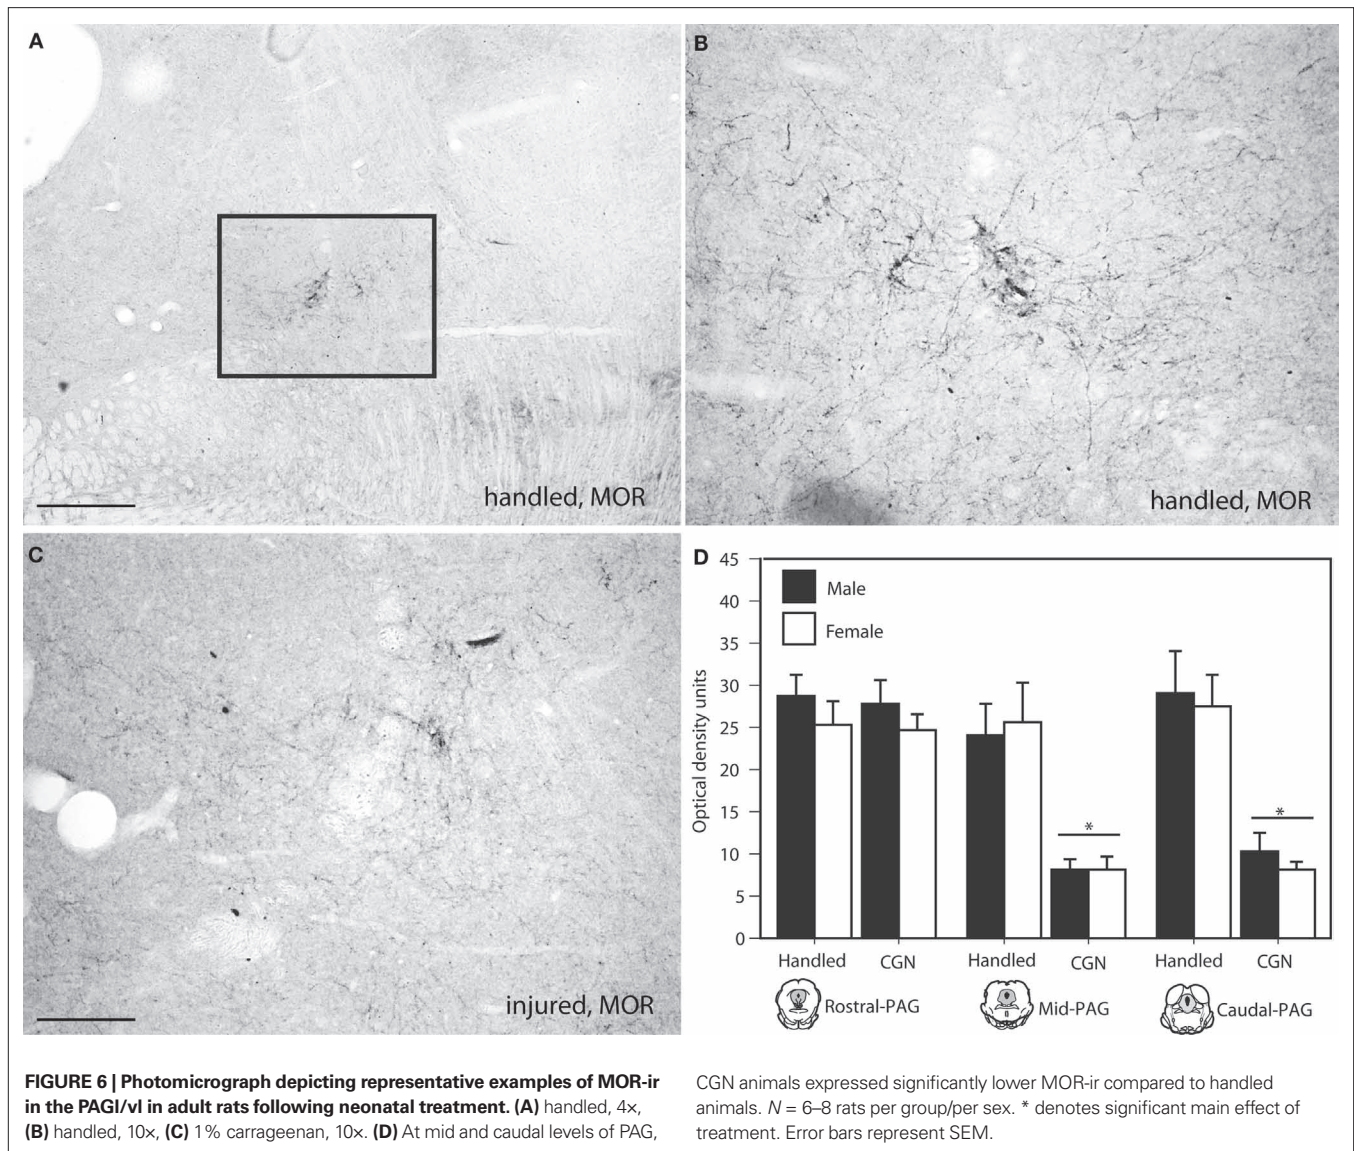 A
handled, MOR
B
handled, MOR
C
injured, MOR
D
45
40
35
30
25
20
15
10
5
0
Optical density units
Male
Female
*
*
Handled CGN Handled CGN Handled CGN
Rostral-PAG Mid-PAG Caudal-PAG
FIGURE 6 | Photomicrograph depicting representative examples of MOR-ir
in the PAGl/vl in adult rats following neonatal treatment. (A) handled, 4×,
(B) handled, 10×, (C) 1% carrageenan, 10×. (D) At mid and caudal levels of PAG,
CGN animals expressed significantly lower MOR-ir compared to handled
animals. N = 6–8 rats per group/per sex. * denotes significant main effect of
treatment. Error bars represent SEM.